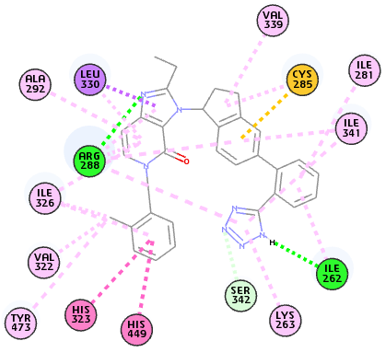 VAL
339
ALA
292
LEU
330
CYS
285
ILE
281
N
N
ILE
341
ARG
288
N
O
ILE
326
N
N
N
N
H
VAL
322
SER
342
ILE
262
TYR
473
HIS
323
HIS
449
LYS
263